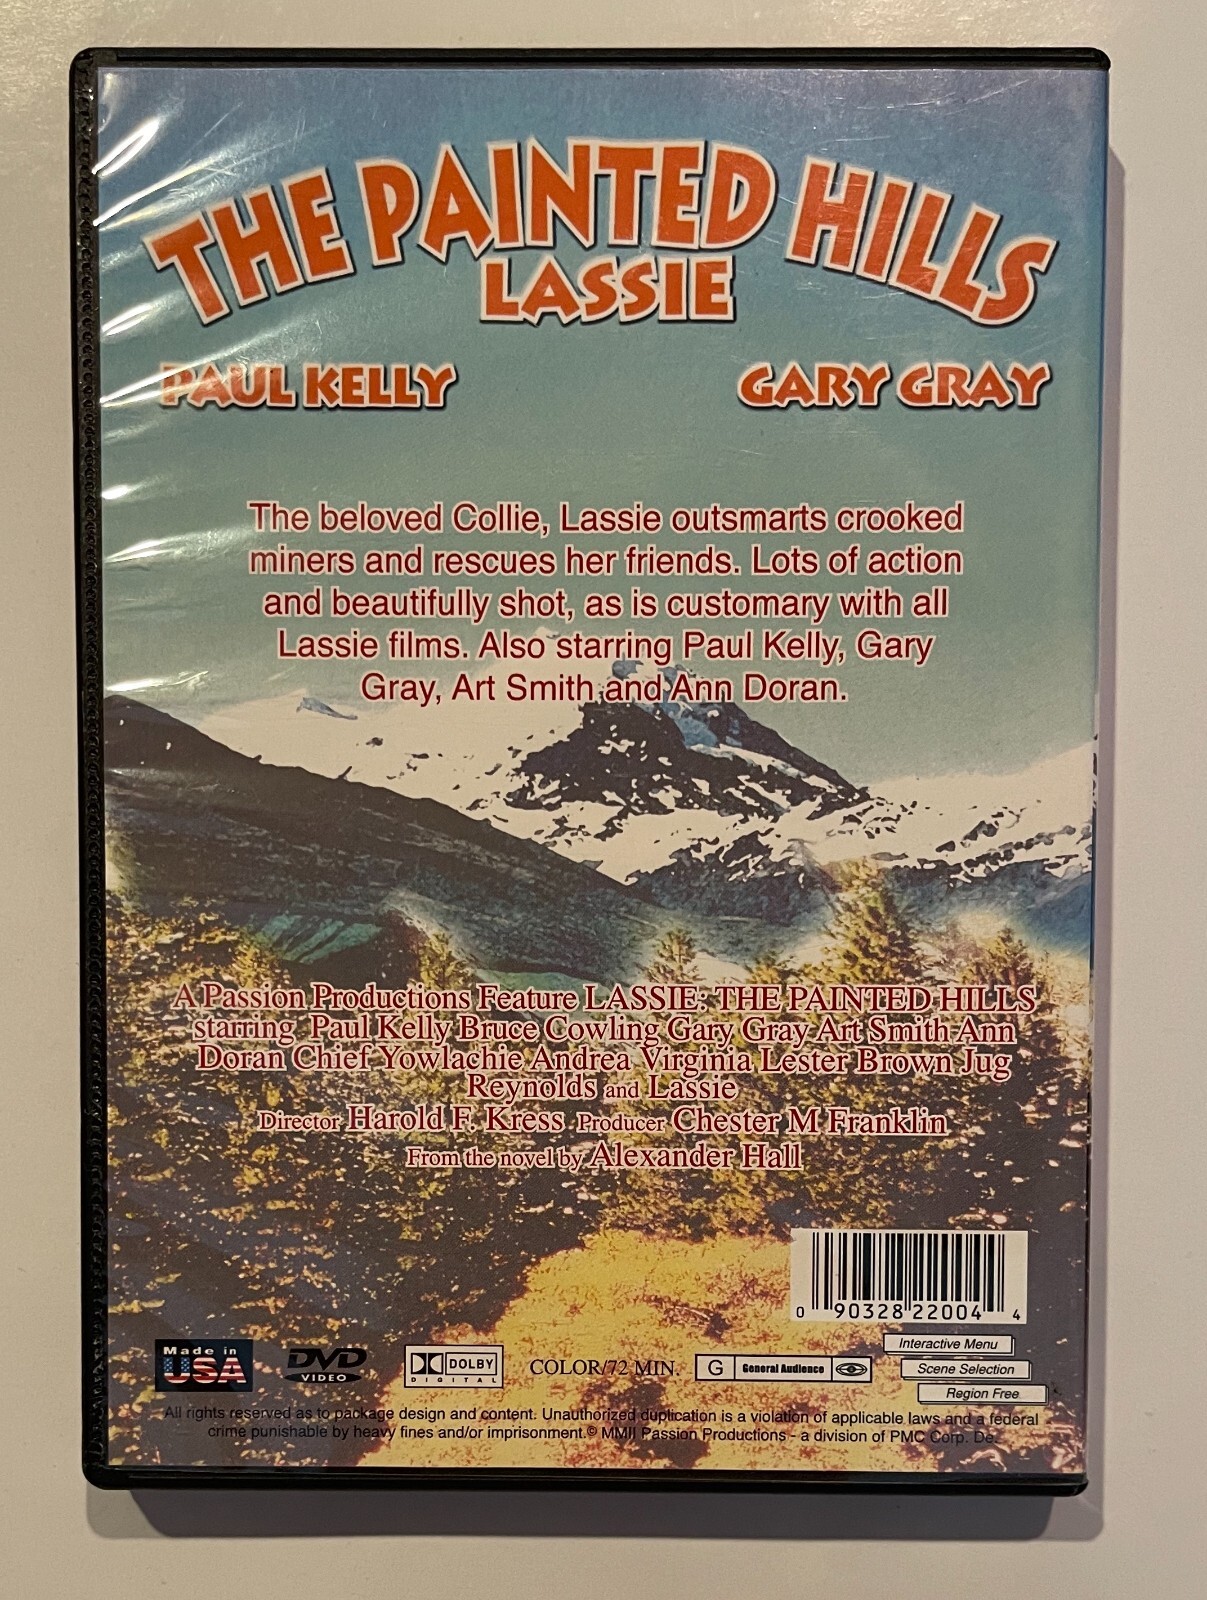 THE PAINTED HILLS
LASSIE
PAUL KELLY
GARY GRAY
The beloved Collie, Lassie outsmarts crooked
miners and rescues her friends. Lots of action
and beautifully shot, as is customary with all
Lassie films. Also starring Paul Kelly, Gary
Gray, Art Smith and Ann Doran.
A Passion Productions Feature LASSIE: THE PAINTED HILLS
starring Paul Kelly Bruce Cowling Gary Gray Art Smith Ann
Doran Chief Yowlachie Andrea Virginia Lester Brown Jug
Reynolds and Lassie
Director Harold F. Kress Producer Chester M Franklin
From the novel by Alexander Hall
0 90328 22004 4
Made in
USA
DVD
VIDEO
DOLBY
DIGITAL
COLOR/72 MIN.
G General Audience
Interactive Menu
Scene Selection
Region Free
All rights reserved as to package design and content. Unauthorized duplication is a violation of applicable laws and a federal
crime punishable by heavy fines and/or imprisonment.© MMII Passion Productions - a division of PMC Corp. De.